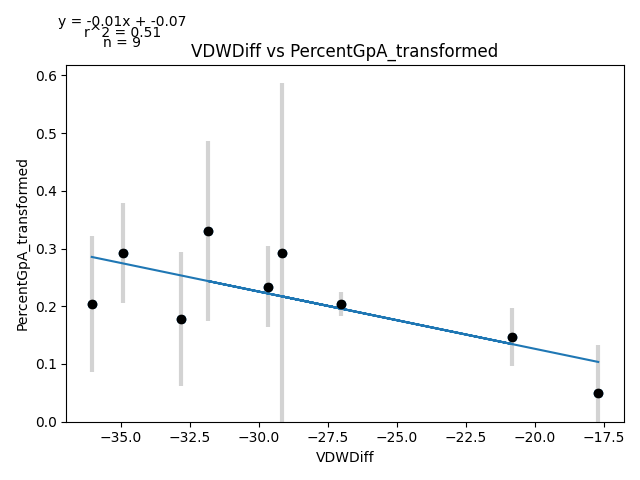 y = -0.01x + -0.07
r^2 = 0.51
n = 9
VDWDiff vs PercentGpA_transformed
PercentGpA_transformed
0.6
0.5
0.4
0.3
0.2
0.1
0.0
−35.0 −32.5 −30.0 −27.5 −25.0 −22.5 −20.0 −17.5
VDWDiff